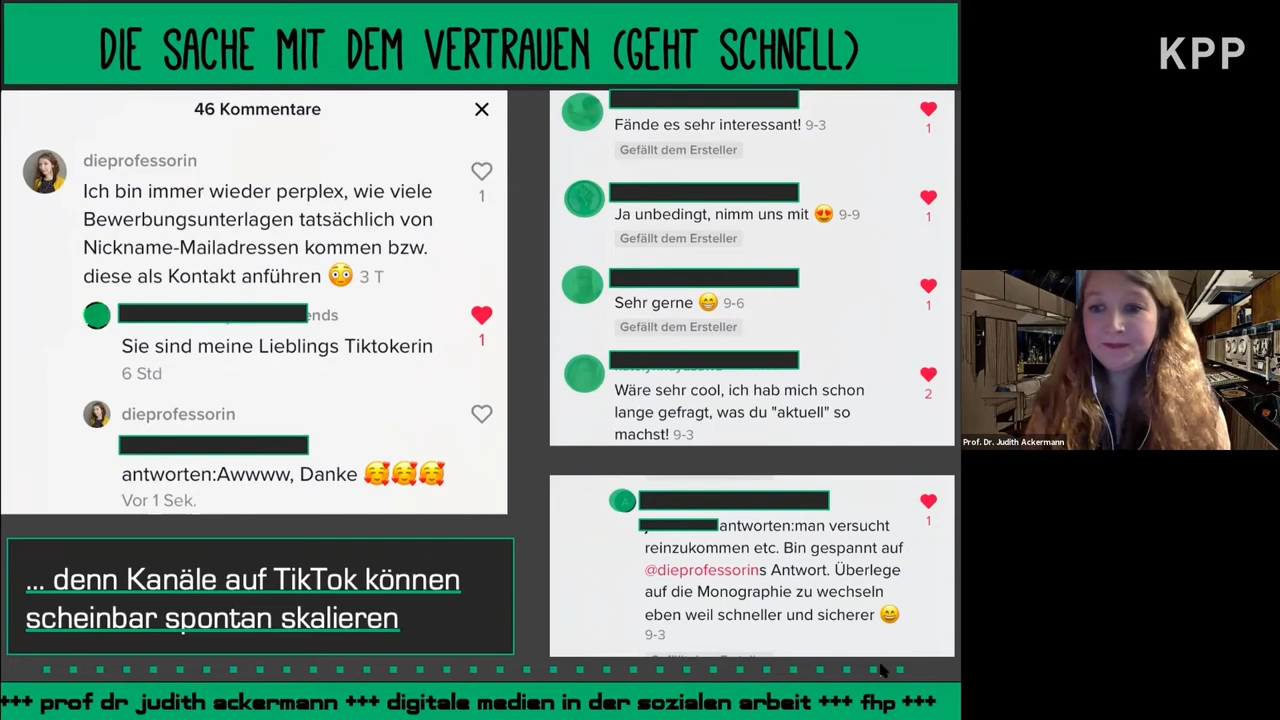 DIE SACHE MIT DEM VERTRAUEN (GEHT SCHNELL)
KPP
46 Kommentare
dieprofessorin
Ich bin immer wieder perplex, wie viele
Bewerbungsunterlagen tatsächlich von
Nickname-Mailadressen kommen bzw.
diese als Kontakt anführen 😳 3 T
1
ends
Sie sind meine Lieblings Tiktokerin
1
6 Std
dieprofessorin
antworten:Awwww, Danke 🥰🥰🥰
Vor 1 Sek.
Fände es sehr interessant! 9-3
1
Gefällt dem Ersteller
Ja unbedingt, nimm uns mit 😍 9-9
1
Gefällt dem Ersteller
Sehr gerne 😁 9-6
1
Gefällt dem Ersteller
Wäre sehr cool, ich hab mich schon
2
lange gefragt, was du "aktuell" so
machst! 9-3
A
antworten:man versucht
1
reinzukommen etc. Bin gespannt auf
@dieprofessorins Antwort. Überlege
auf die Monographie zu wechseln
eben weil schneller und sicherer 😄
9-3
... denn Kanäle auf TikTok können
scheinbar spontan skalieren
Prof. Dr. Judith Ackermann
+++ prof dr judith ackermann +++ digitale medien in der sozialen arbeit +++ fhp +++